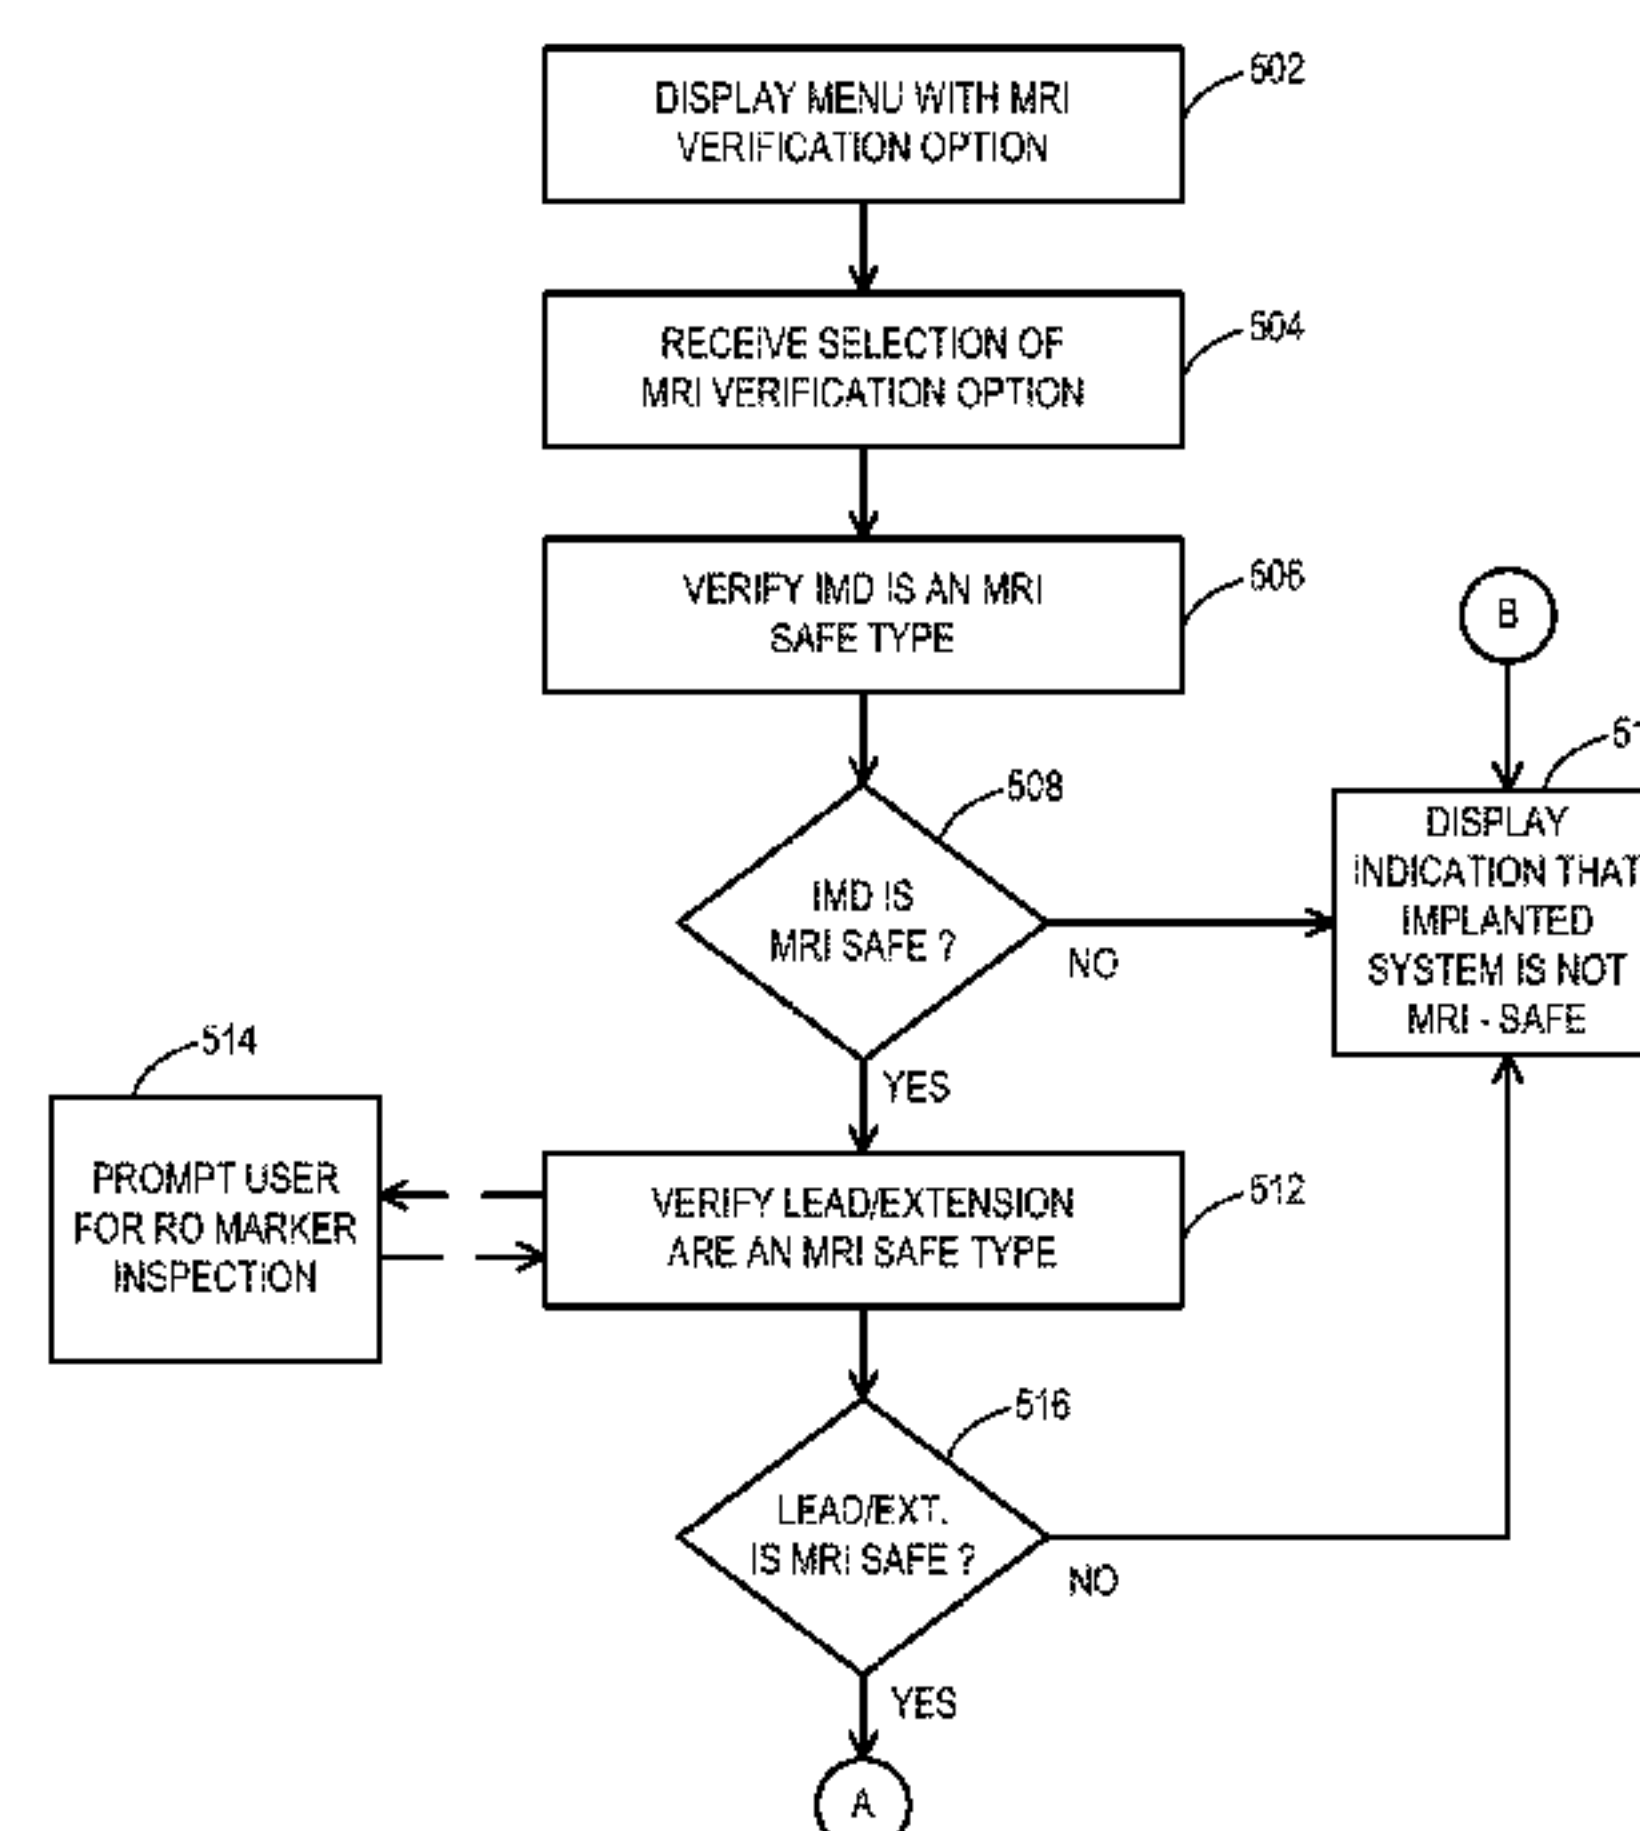 502
DISPLAY MENU WITH MRI
VERIFICATION OPTION
504
RECEIVE SELECTION OF
MRI VERIFICATION OPTION
506
VERIFY IMD IS AN MRI
SAFE TYPE
B
508
IMD IS
MRI SAFE ?
NO
YES
DISPLAY
INDICATION THAT
IMPLANTED
SYSTEM IS NOT
MRI - SAFE
514
PROMPT USER
FOR RO MARKER
INSPECTION
512
VERIFY LEAD/EXTENSION
ARE AN MRI SAFE TYPE
516
LEAD/EXT.
IS MRI SAFE ?
NO
YES
A